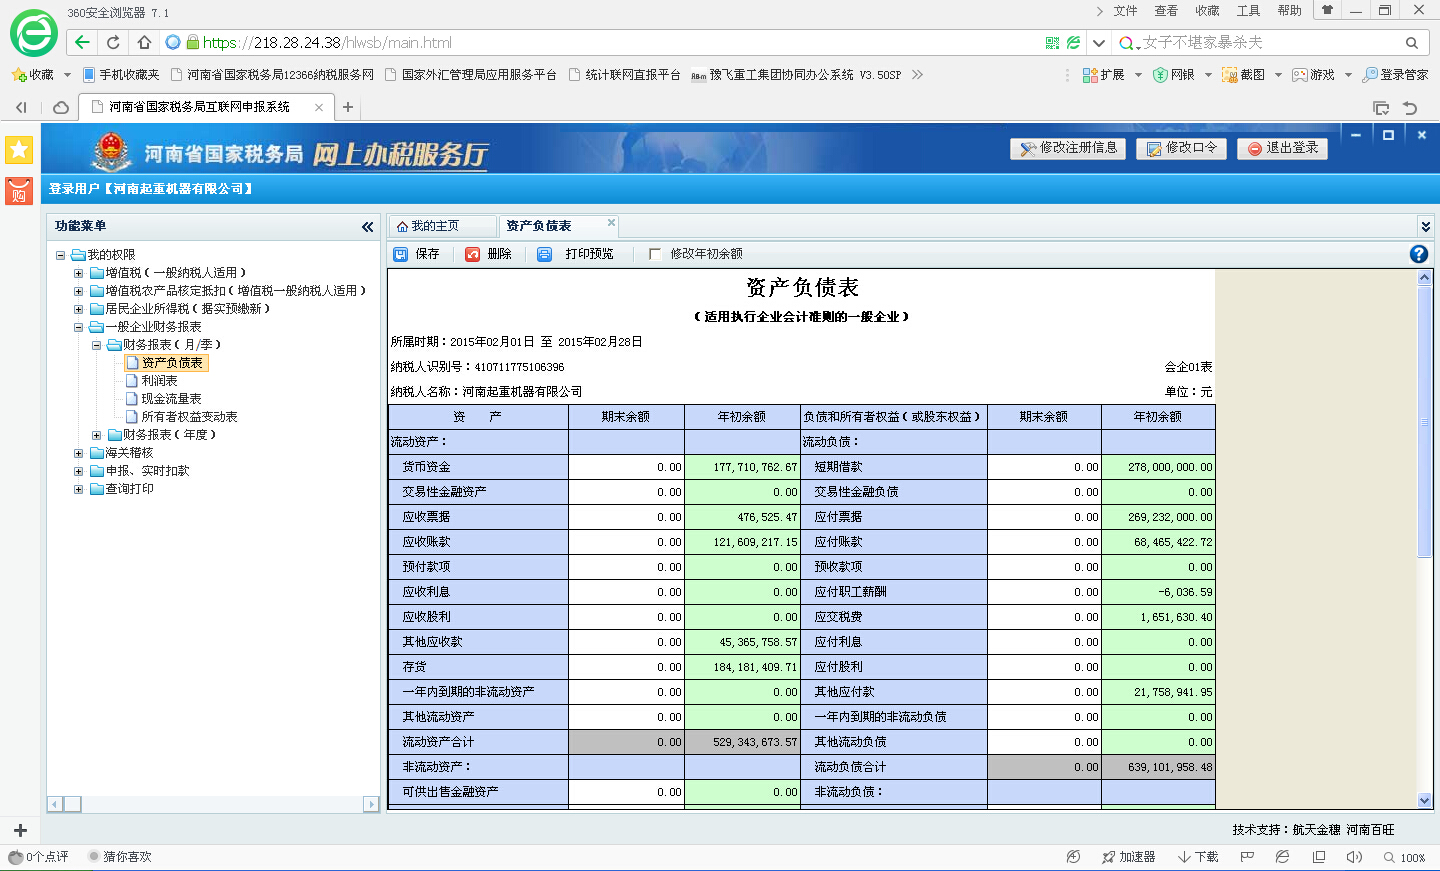 360安全浏览器 7.1
文件 查看 收藏 工具 帮助
https://218.28.24.38/hlwsb/main.html
女子不堪家暴杀夫
收藏 手机收藏夹 河南省国家税务局12366纳税服务网 国家外汇管理局应用服务平台 统计联网直报平台 RBm 豫飞重工集团协同办公系统 V3.50SP
扩展 网银 截图 游戏 登录管家
河南省国家税务局互联网申报系统
购
河南省国家税务局 网上办税服务厅
修改注册信息 修改口令 退出登录
登录用户【河南起重机器有限公司】
功能菜单
我的权限
增值税(一般纳税人适用)
增值税农产品核定抵扣(增值税一般纳税人适用)
居民企业所得税(据实预缴新)
一般企业财务报表
财务报表(月/季)
资产负债表
利润表
现金流量表
所有者权益变动表
财务报表(年度)
海关稽核
申报、实时扣款
查询打印
我的主页 资产负债表
保存 删除 打印预览 修改年初余额
资产负债表
(适用执行企业会计准则的一般企业)
所属时期:2015年02月01日 至 2015年02月28日
纳税人识别号:410711775106396 会企01表
纳税人名称:河南起重机器有限公司 单位:元
资 产 期末余额 年初余额 负债和所有者权益(或股东权益) 期末余额 年初余额
流动资产: 流动负债:
货币资金 0.00 177,710,762.67 短期借款 0.00 278,000,000.00
交易性金融资产 0.00 0.00 交易性金融负债 0.00 0.00
应收票据 0.00 476,525.47 应付票据 0.00 269,232,000.00
应收账款 0.00 121,609,217.15 应付账款 0.00 68,465,422.72
预付款项 0.00 0.00 预收款项 0.00 0.00
应收利息 0.00 0.00 应付职工薪酬 0.00 -6,036.59
应收股利 0.00 0.00 应交税费 0.00 1,651,630.40
其他应收款 0.00 45,365,758.57 应付利息 0.00 0.00
存货 0.00 184,181,409.71 应付股利 0.00 0.00
一年内到期的非流动资产 0.00 0.00 其他应付款 0.00 21,758,941.95
其他流动资产 0.00 0.00 一年内到期的非流动负债 0.00 0.00
流动资产合计 0.00 529,343,673.57 其他流动负债 0.00 0.00
非流动资产: 流动负债合计 0.00 639,101,958.48
可供出售金融资产 0.00 0.00 非流动负债:
技术支持:航天金穗 河南百旺
0个点评 猜你喜欢
加速器 下载 100%